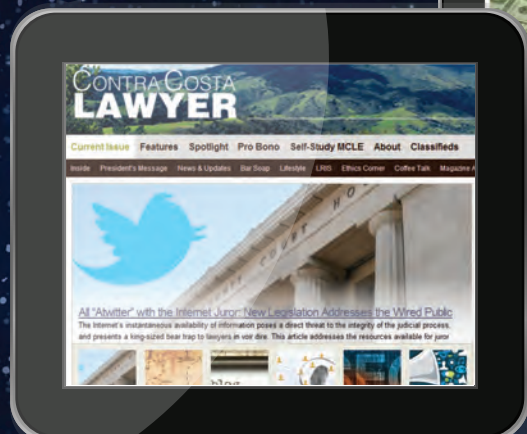 CONTRA COSTA
LAWYER
Current Issue Features Spotlight Pro Bono Self-Study MCLE About Classifieds
Inside President's Message News & Updates Bar Soap Lifestyle LRIS Ethics Corner Coffee Talk Magazine A
COURT HO
All "Atwitter" with the Internet Juror: New Legislation Addresses the Wired Public
The Internet's instantaneous availability of information poses a direct threat to the integrity of the judicial process,
and presents a king-sized bear trap to lawyers in voir dire. This article addresses the resources available for juror
blog